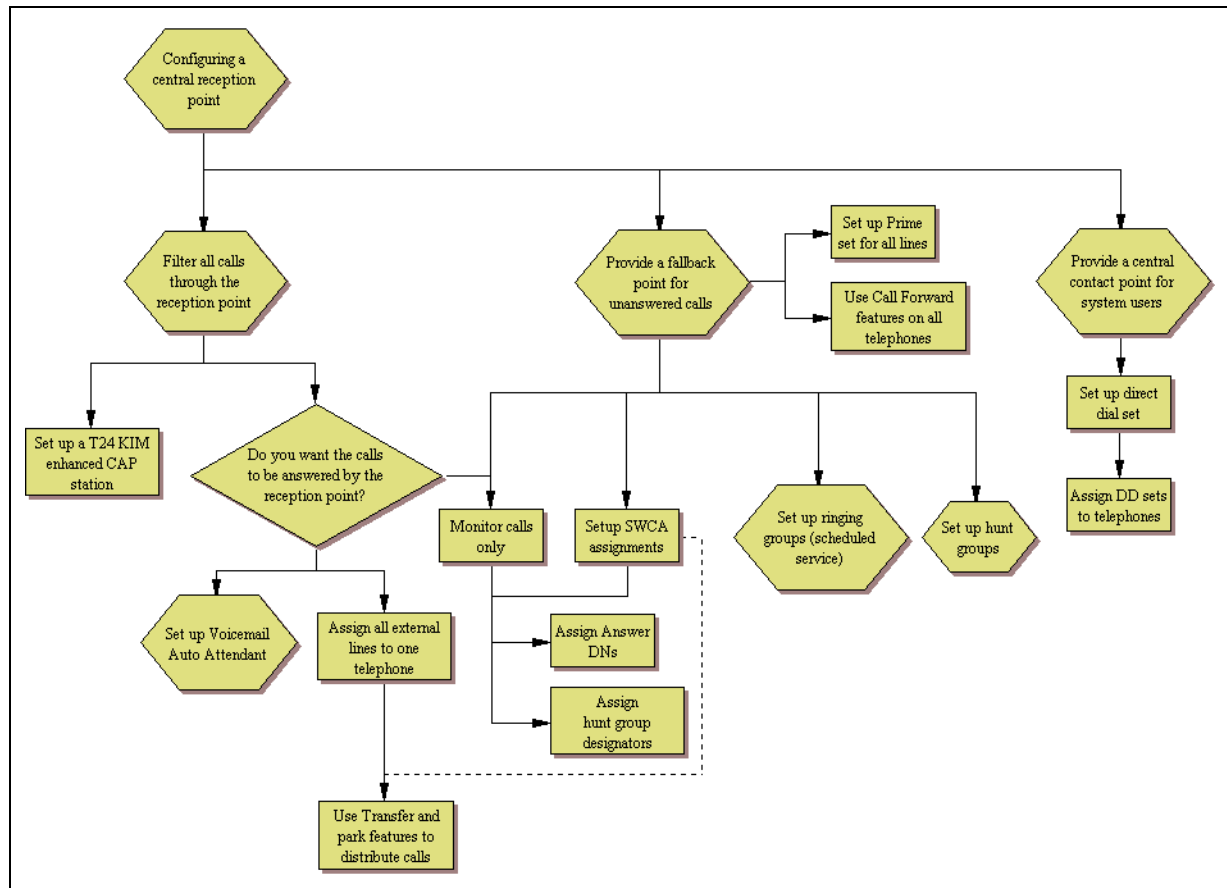 Configuring a
central reception
point
Filter all calls
through the
reception point
Provide a fallback
point for
unanswered calls
Set up Prime
set for all lines
Use Call Forward
features on all
telephones
Provide a central
contact point for
system users
Set up a T24 KIM
enhanced CAP
station
Do you want the calls
to be answered by the
reception point?
Set up direct
dial set
Assign DD sets
to telephones
Monitor calls
only
Setup SWCA
assignments
Set up ringing
groups (scheduled
service)
Set up hunt
groups
Set up Voicemail
Auto Attendant
Assign all external
lines to one
telephone
Assign Answer
DNs
Assign
hunt group
designators
Use Transfer and
park features to
distribute calls